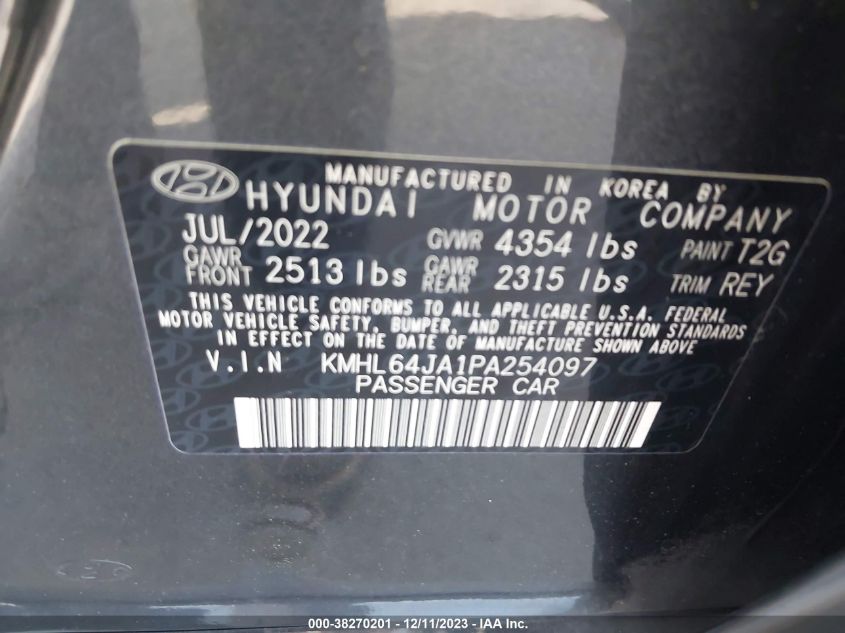 MANUFACTURED IN KOREA BY
HYUNDAI MOTOR COMPANY
JUL/2022 GVWR 4354 lbs PAINT T2G
GAWR FRONT 2513 lbs GAWR REAR 2315 lbs TRIM REY
THIS VEHICLE CONFORMS TO ALL APPLICABLE U.S.A. FEDERAL
MOTOR VEHICLE SAFETY, BUMPER, AND THEFT PREVENTION STANDARDS
IN EFFECT ON THE DATE OF MANUFACTURE SHOWN ABOVE
V.I.N KMHL64JA1PA254097
PASSENGER CAR
000-38270201 - 12/11/2023 - IAA Inc.